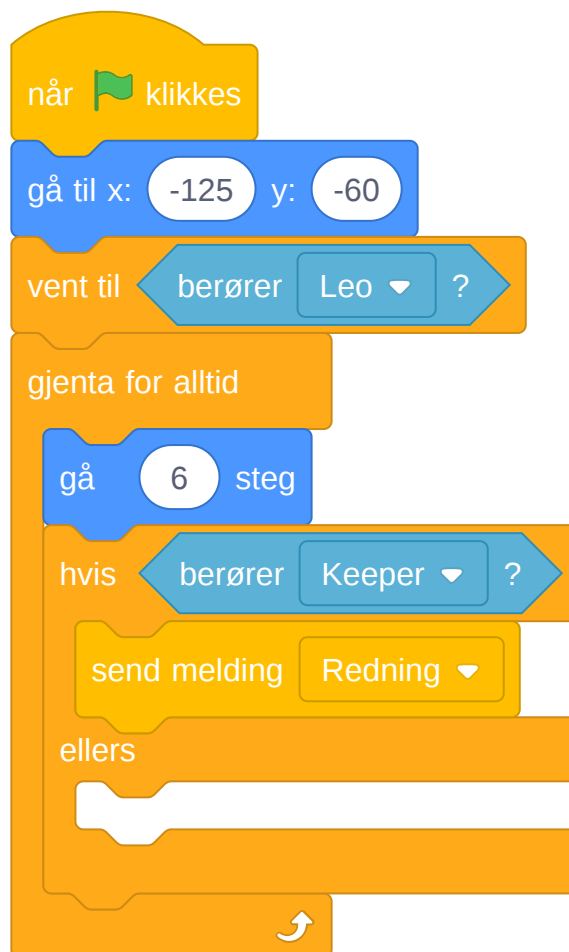 når klikkes
gå til x: -125 y: -60
vent til berører Leo ?
gjenta for alltid
gå 6 steg
hvis berører Keeper ?
send melding Redning
ellers